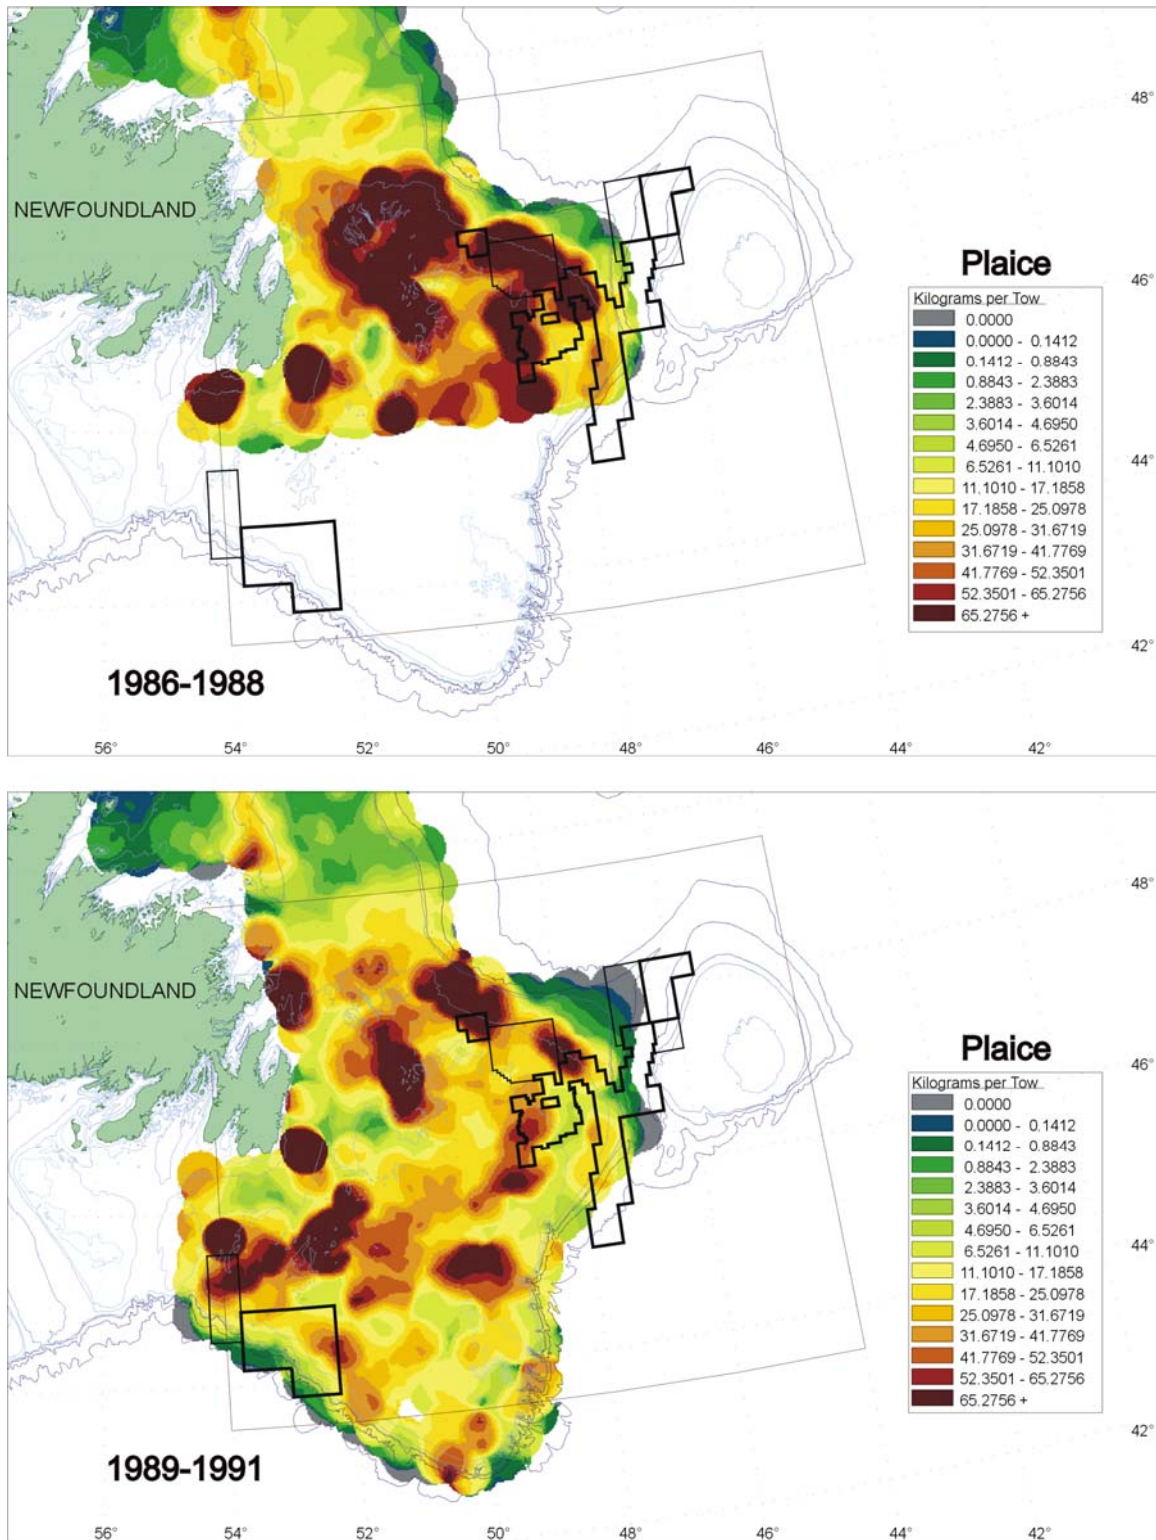 48°
NEWFOUNDLAND
46°
Plaice
Kilograms per Tow
0.0000
0.0000 - 0.1412
0.1412 - 0.8843
0.8843 - 2.3883
2.3883 - 3.6014
3.6014 - 4.6950
4.6950 - 6.5261
6.5261 - 11.1010
11.1010 - 17.1858
17.1858 - 25.0978
25.0978 - 31.6719
31.6719 - 41.7769
41.7769 - 52.3501
52.3501 - 65.2756
65.2756 +
44°
42°
1986-1988
56° 54° 52° 50° 48° 46° 44° 42°
48°
NEWFOUNDLAND
46°
Plaice
Kilograms per Tow
0.0000
0.0000 - 0.1412
0.1412 - 0.8843
0.8843 - 2.3883
2.3883 - 3.6014
3.6014 - 4.6950
4.6950 - 6.5261
6.5261 - 11.1010
11.1010 - 17.1858
17.1858 - 25.0978
25.0978 - 31.6719
31.6719 - 41.7769
41.7769 - 52.3501
52.3501 - 65.2756
65.2756 +
44°
42°
1989-1991
56° 54° 52° 50° 48° 46° 44° 42°